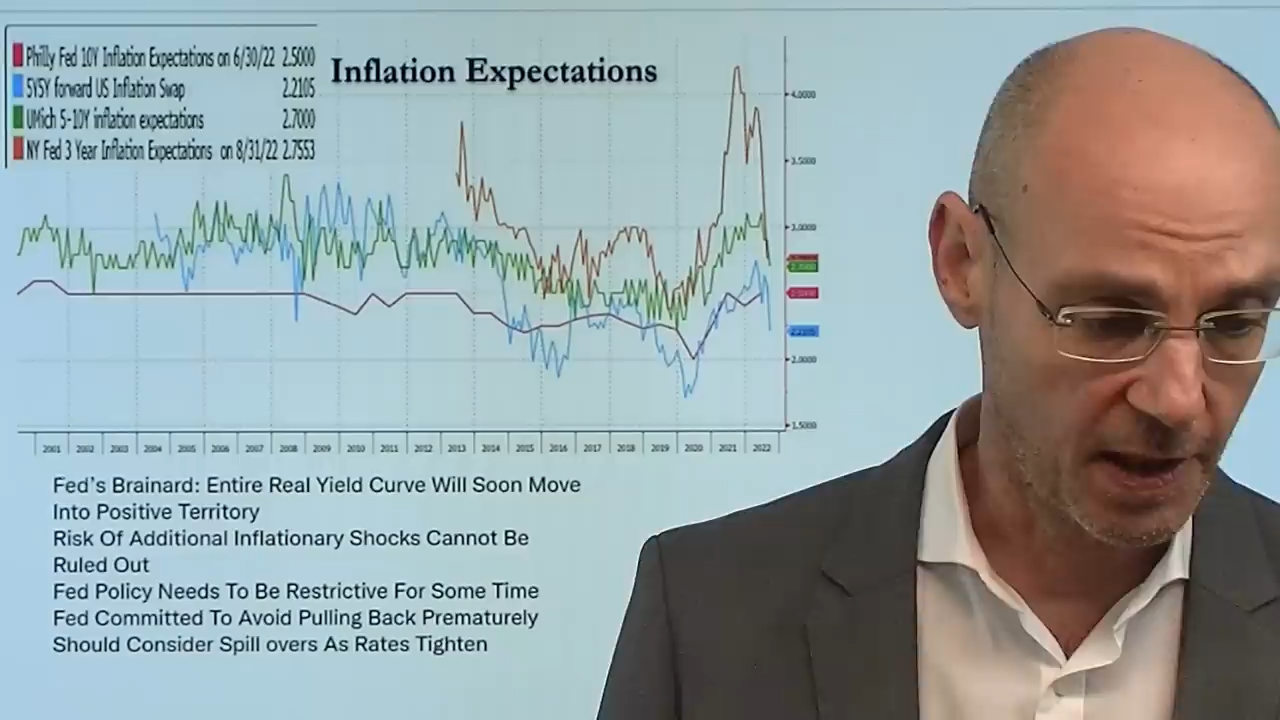 Philly Fed 10Y Inflation Expectations on 6/30/22 2.5000
5Y5Y forward US Inflation Swap 2.2105
UMich 5-10Y inflation expectations 2.7000
NY Fed 3 Year Inflation Expectations on 8/31/22 2.7553
Inflation Expectations
4.0000
3.5000
3.0000
2.7000
2.2105
2.0000
1.5000
2001 2002 2003 2004 2005 2006 2007 2008 2009 2010 2011 2012 2013 2014 2015 2016 2017 2018 2019 2020 2021 2022
Fed's Brainard: Entire Real Yield Curve Will Soon Move
Into Positive Territory
Risk Of Additional Inflationary Shocks Cannot Be
Ruled Out
Fed Policy Needs To Be Restrictive For Some Time
Fed Committed To Avoid Pulling Back Prematurely
Should Consider Spill overs As Rates Tighten